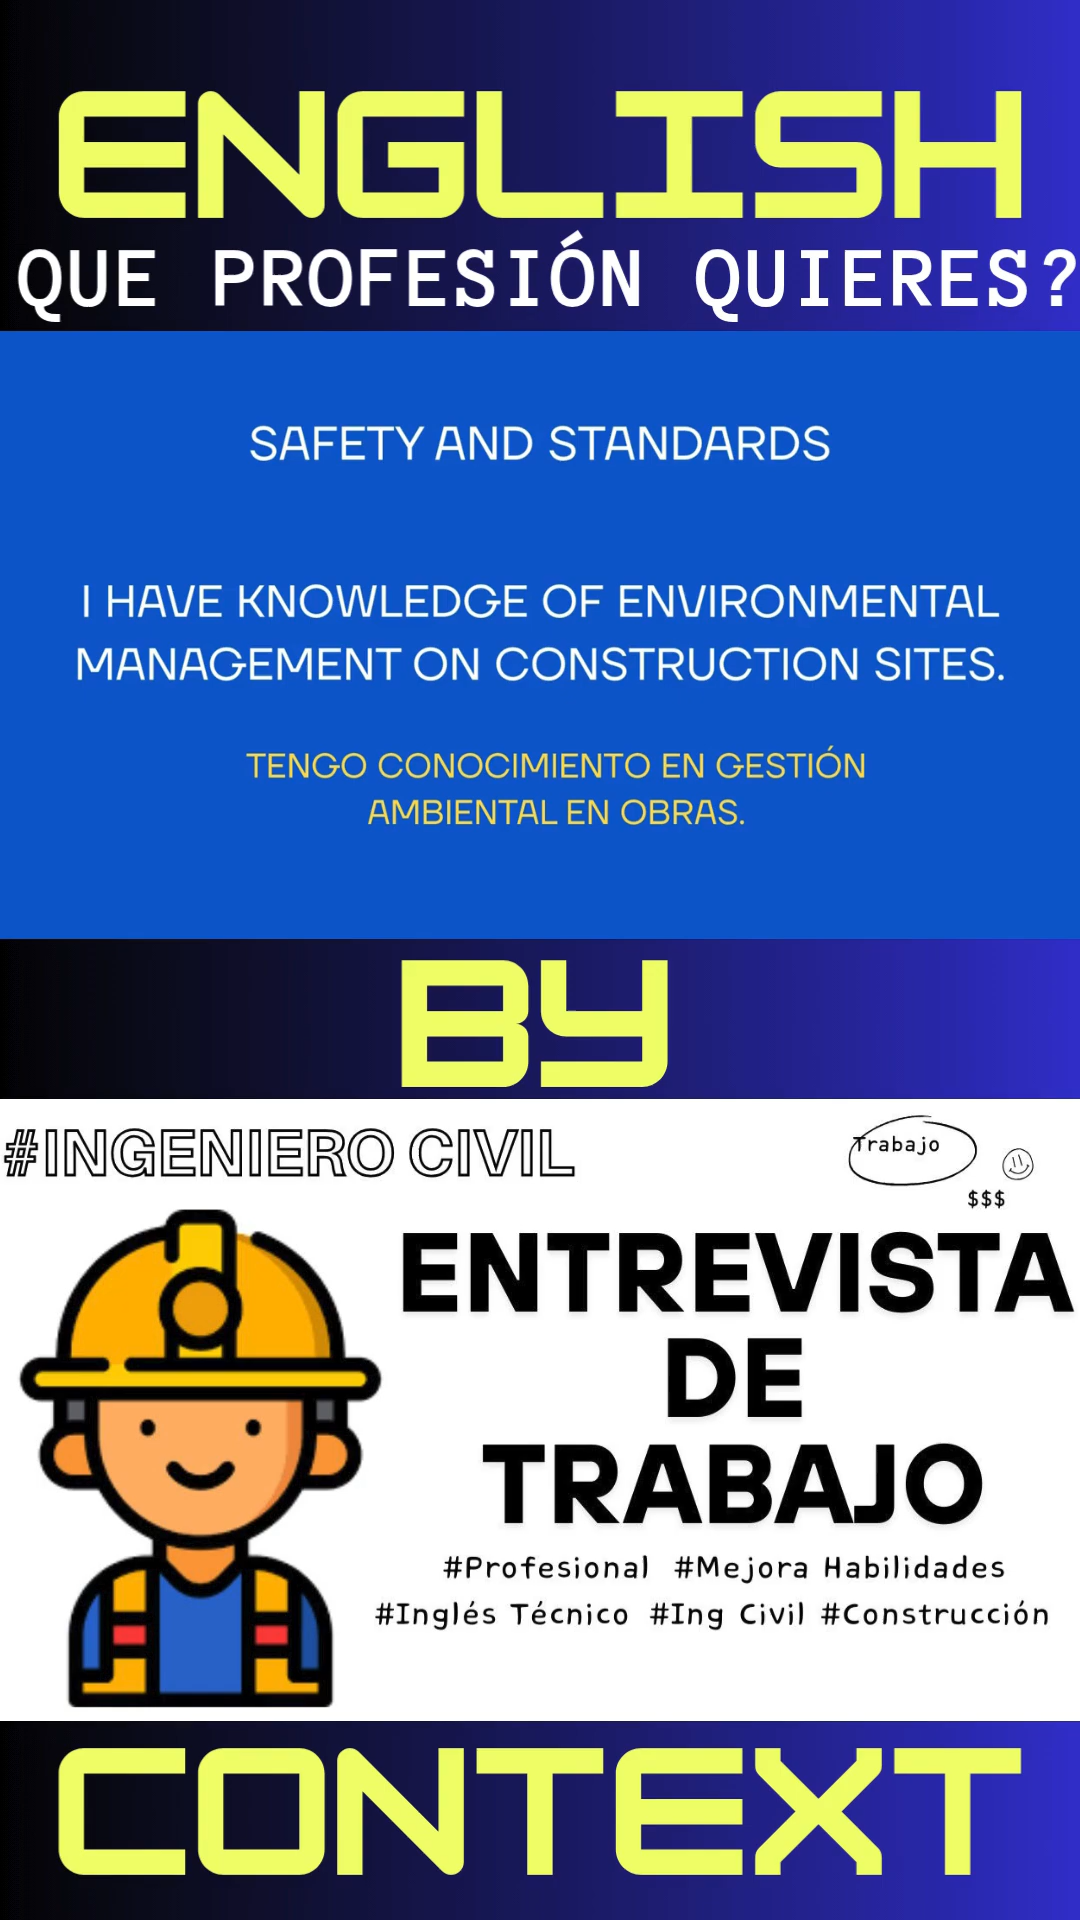 ENGLISH
QUE PROFESIÓN QUIERES?
SAFETY AND STANDARDS
I HAVE KNOWLEDGE OF ENVIRONMENTAL
MANAGEMENT ON CONSTRUCTION SITES.
TENGO CONOCIMIENTO EN GESTIÓN
AMBIENTAL EN OBRAS.
BY
#INGENIERO CIVIL
Trabajo
$$$
ENTREVISTA
DE
TRABAJO
#Profesional #Mejora Habilidades
#Inglés Técnico #Ing Civil #Construcción
CONTEXT